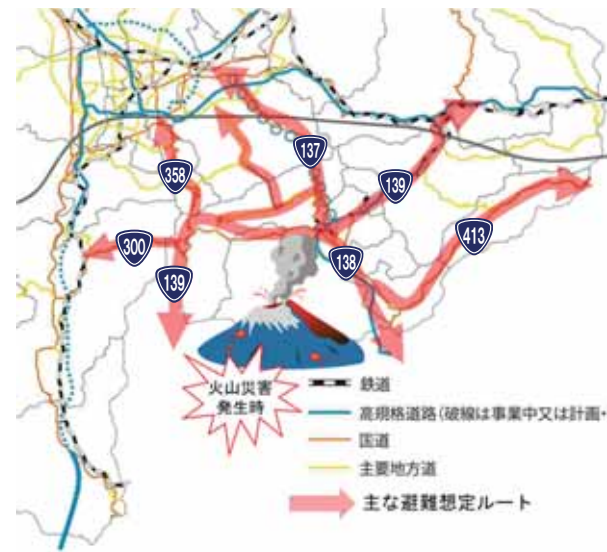 137
358
139
300
413
138
139
火山災害
発生時
鉄道
高規格道路(破線は事業中又は計画・
国道
主要地方道
主な避難想定ルート